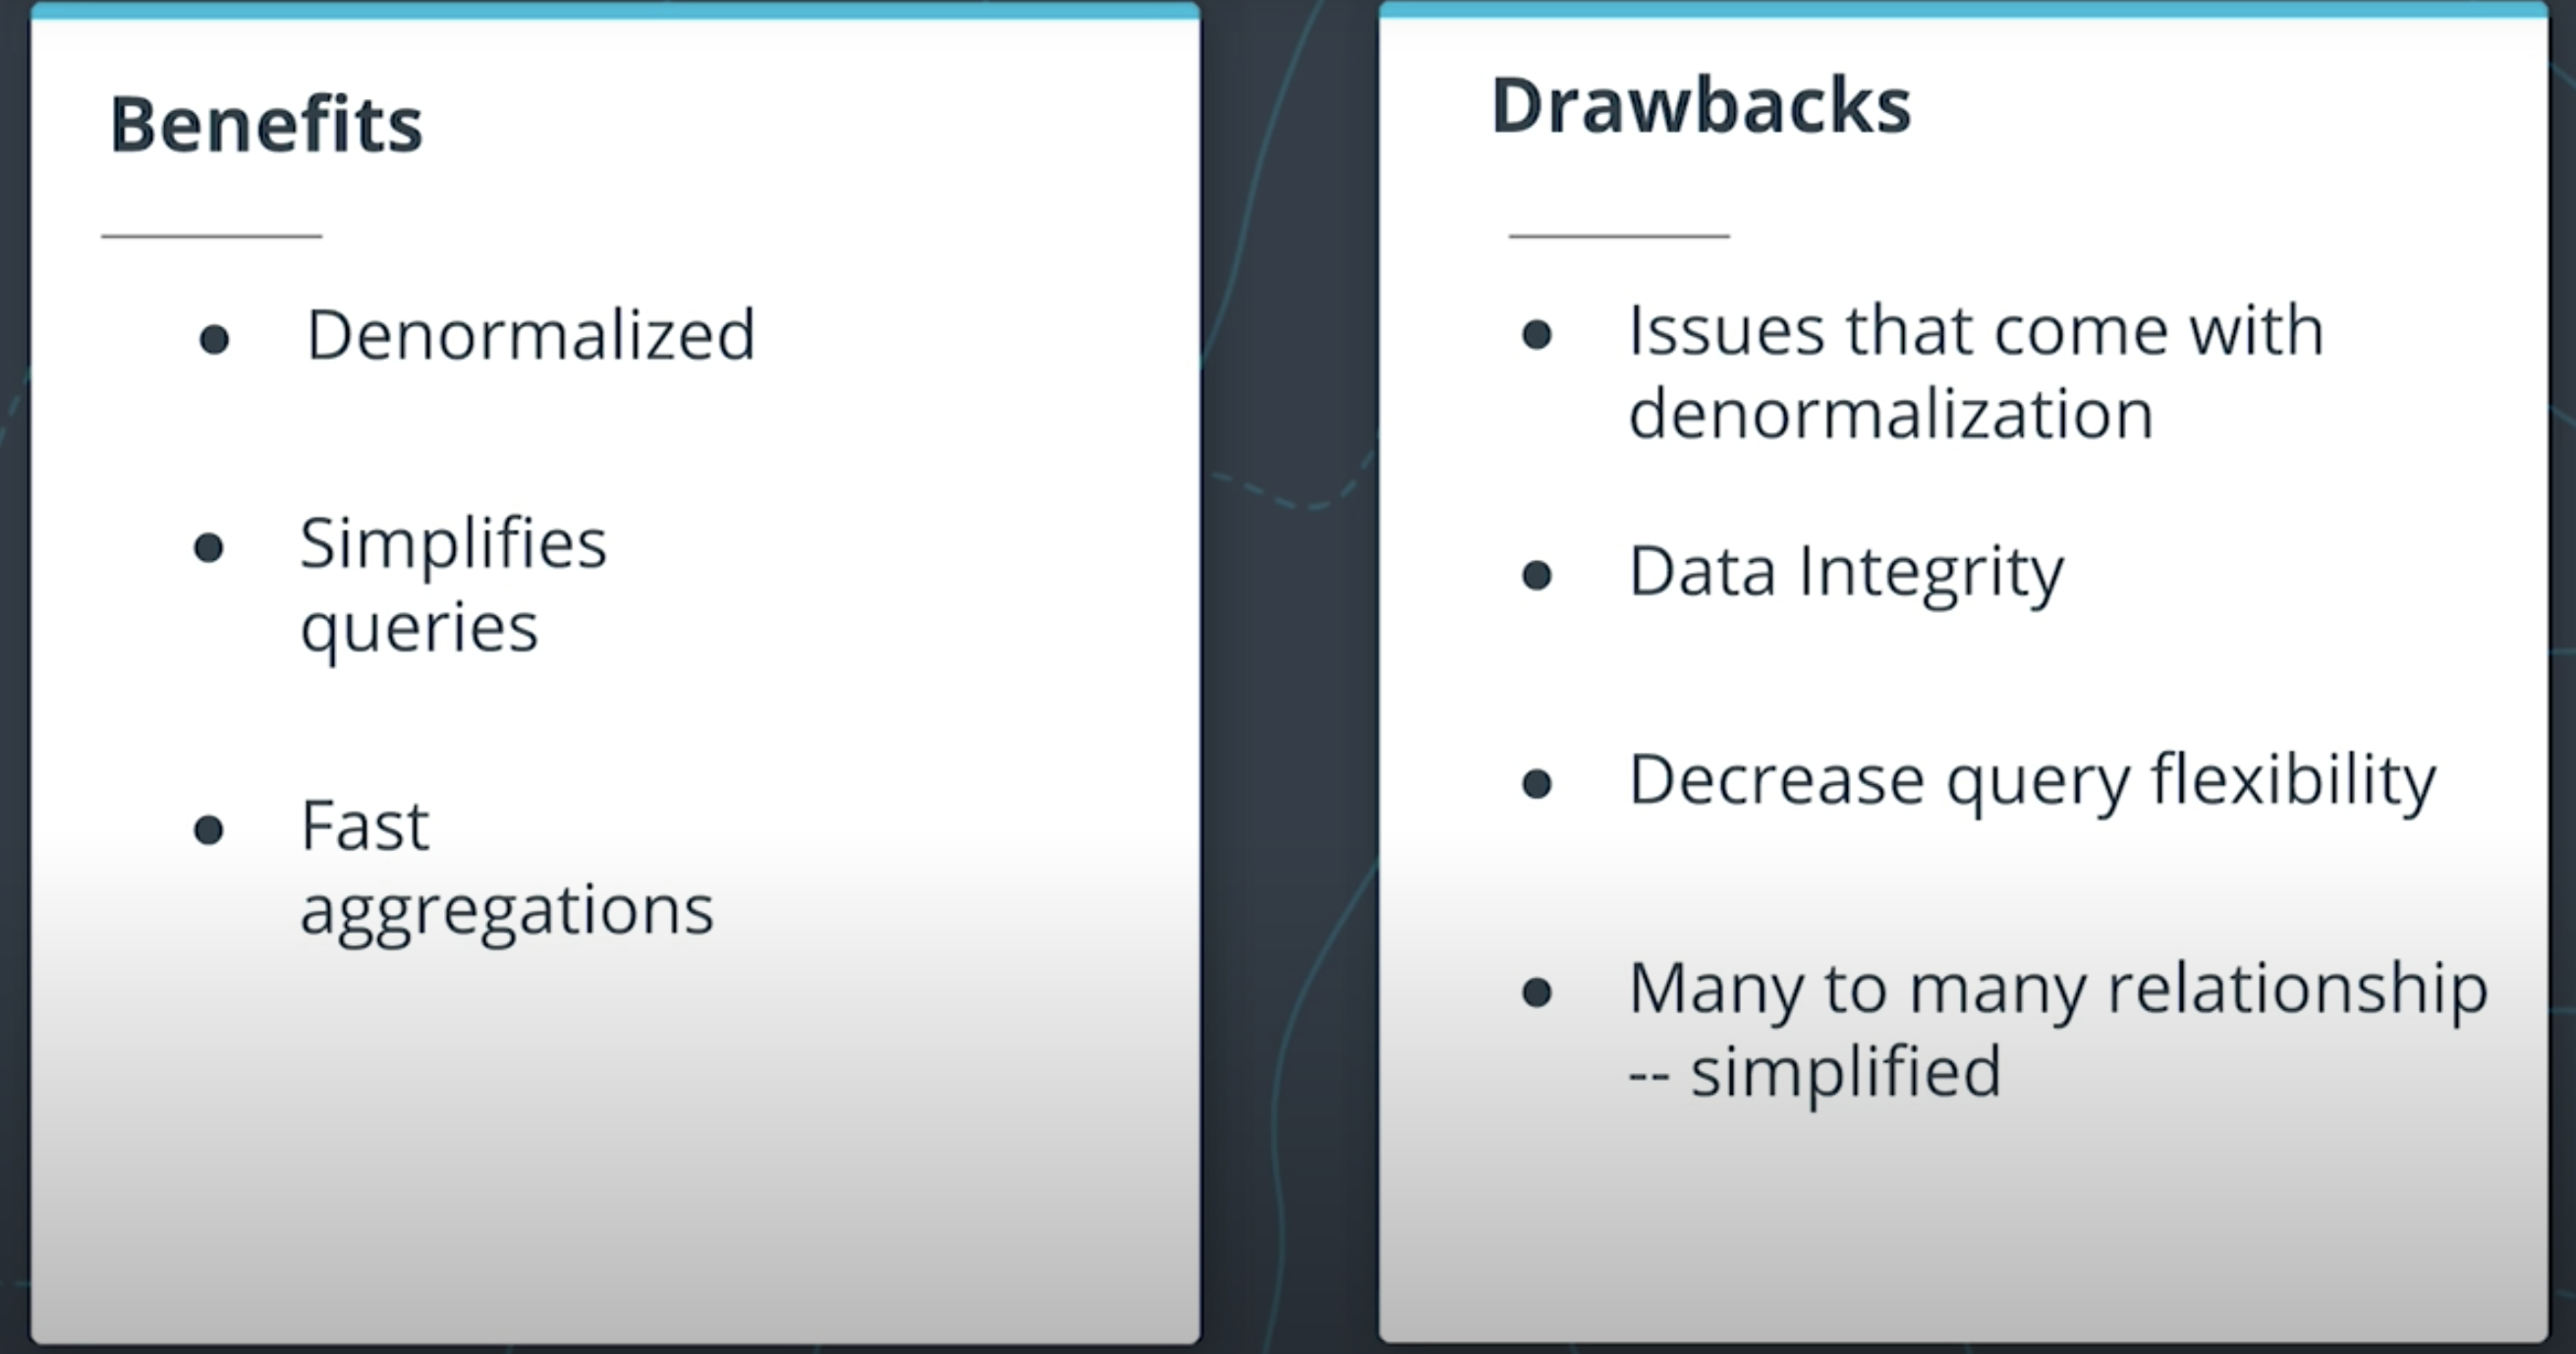 Benefits
Denormalized
Simplifies
queries
Fast
aggregations
Drawbacks
Issues that come with
denormalization
Data Integrity
Decrease query flexibility
Many to many relationship
-- simplified